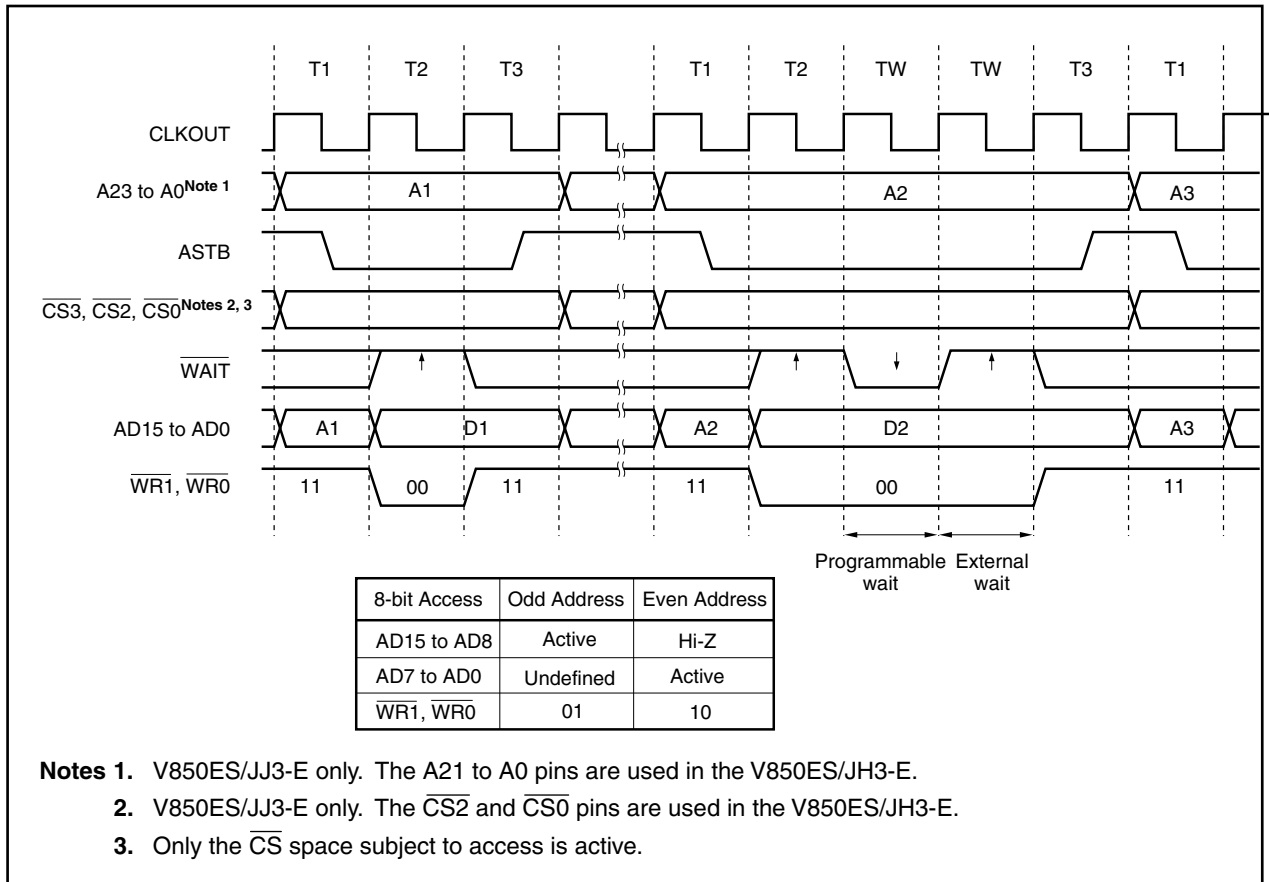 T1 T2 T3 T1 T2 TW TW T3 T1
CLKOUT
A23 to A0Note 1 A1 A2 A3
ASTB
CS3, CS2, CS0Notes 2, 3
WAIT
AD15 to AD0 A1 D1 A2 D2 A3
WR1, WR0 11 00 11 11 00 11
Programmable wait External wait
8-bit Access Odd Address Even Address
AD15 to AD8 Active Hi-Z
AD7 to AD0 Undefined Active
WR1, WR0 01 10
Notes 1. V850ES/JJ3-E only. The A21 to A0 pins are used in the V850ES/JH3-E.
2. V850ES/JJ3-E only. The CS2 and CS0 pins are used in the V850ES/JH3-E.
3. Only the CS space subject to access is active.